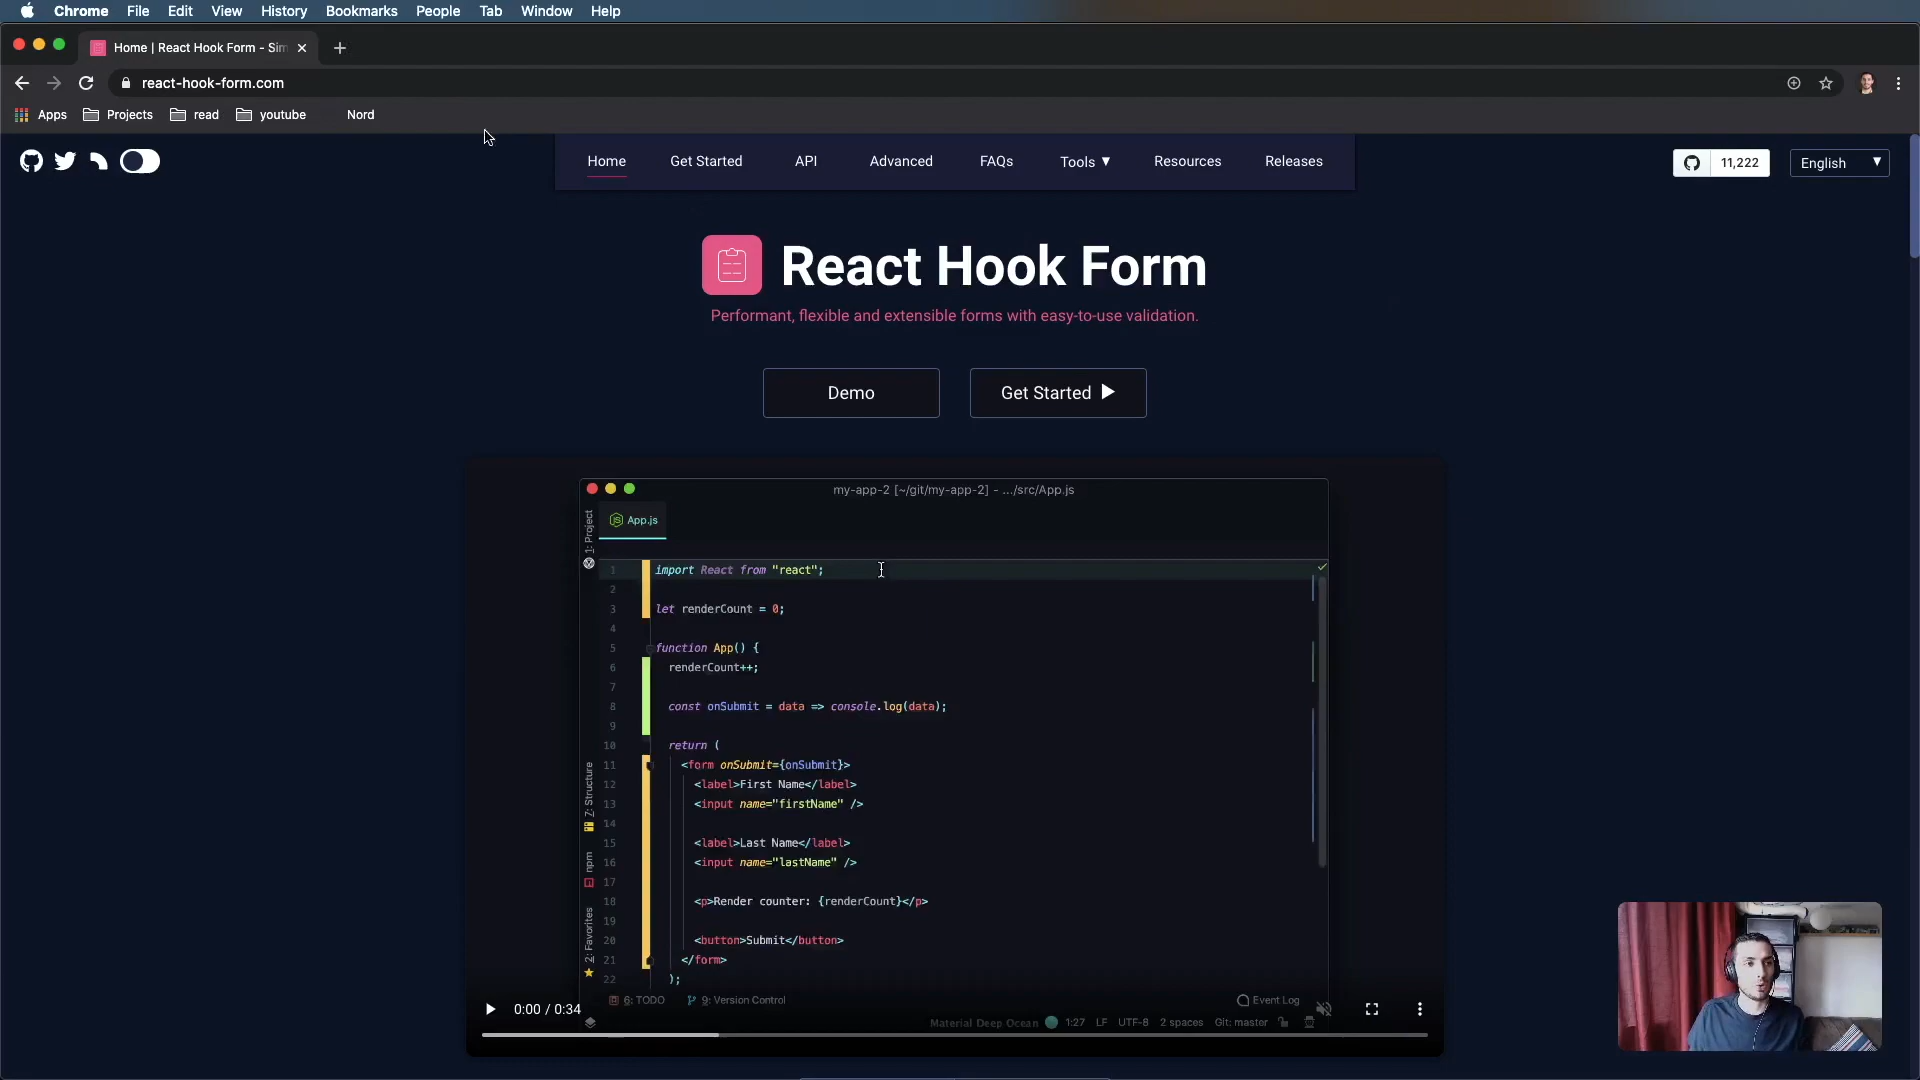 Chrome File Edit View History Bookmarks People Tab Window Help
Home | React Hook Form - Sim
react-hook-form.com
Apps Projects read youtube Nord
Home Get Started API Advanced FAQs Tools ▼ Resources Releases
11,222
English ▼
React Hook Form
Performant, flexible and extensible forms with easy-to-use validation.
Demo
Get Started ▶
my-app-2 [~/git/my-app-2] - .../src/App.js
1: Project
App.js
1 import React from "react";
2
3 let renderCount = 0;
4
5 function App() {
6 renderCount++;
7
8 const onSubmit = data => console.log(data);
9
10 return (
11 <form onSubmit={onSubmit}>
12 <label>First Name</label>
13 <input name="firstName" />
14
15 <label>Last Name</label>
16 <input name="lastName" />
17
18 <p>Render counter: {renderCount}</p>
19
20 <button>Submit</button>
21 </form>
22 );
7: Structure
npm
2: Favorites
6: TODO 9: Version Control Event Log
0:00 / 0:34
Material Deep Ocean 1:27 LF UTF-8 2 spaces Git: master